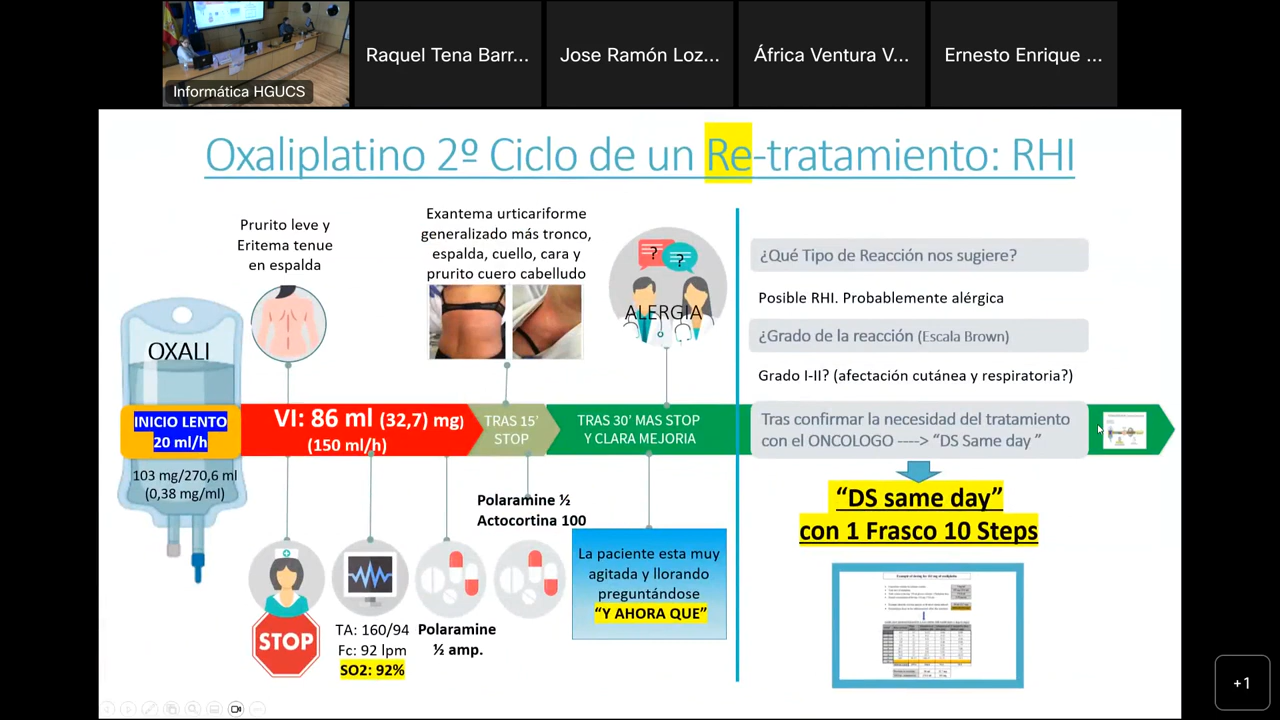 Informática HGUCS
Raquel Tena Barr...
Jose Ramón Loz...
África Ventura V...
Ernesto Enrique ...
Oxaliplatino 2º Ciclo de un Re-tratamiento: RHI
Prurito leve y
Eritema tenue
en espalda
Exantema urticariforme
generalizado más tronco,
espalda, cuello, cara y
prurito cuero cabelludo
?
?
ALERGIA
OXALI
INICIO LENTO
20 ml/h
103 mg/270,6 ml
(0,38 mg/ml)
VI: 86 ml (32,7) mg)
(150 ml/h)
TRAS 15’
STOP
TRAS 30’ MAS STOP
Y CLARA MEJORIA
STOP
TA: 160/94
Fc: 92 lpm
SO2: 92%
Polaramine
½ amp.
Polaramine ½
Actocortina 100
La paciente esta muy
agitada y llorando
preguntándose
“Y AHORA QUE”
¿Qué Tipo de Reacción nos sugiere?
Posible RHI. Probablemente alérgica
¿Grado de la reacción (Escala Brown)
Grado I-II? (afectación cutánea y respiratoria?)
Tras confirmar la necesidad del tratamiento
con el ONCOLOGO ----> “DS Same day ”
“DS same day”
con 1 Frasco 10 Steps
+1